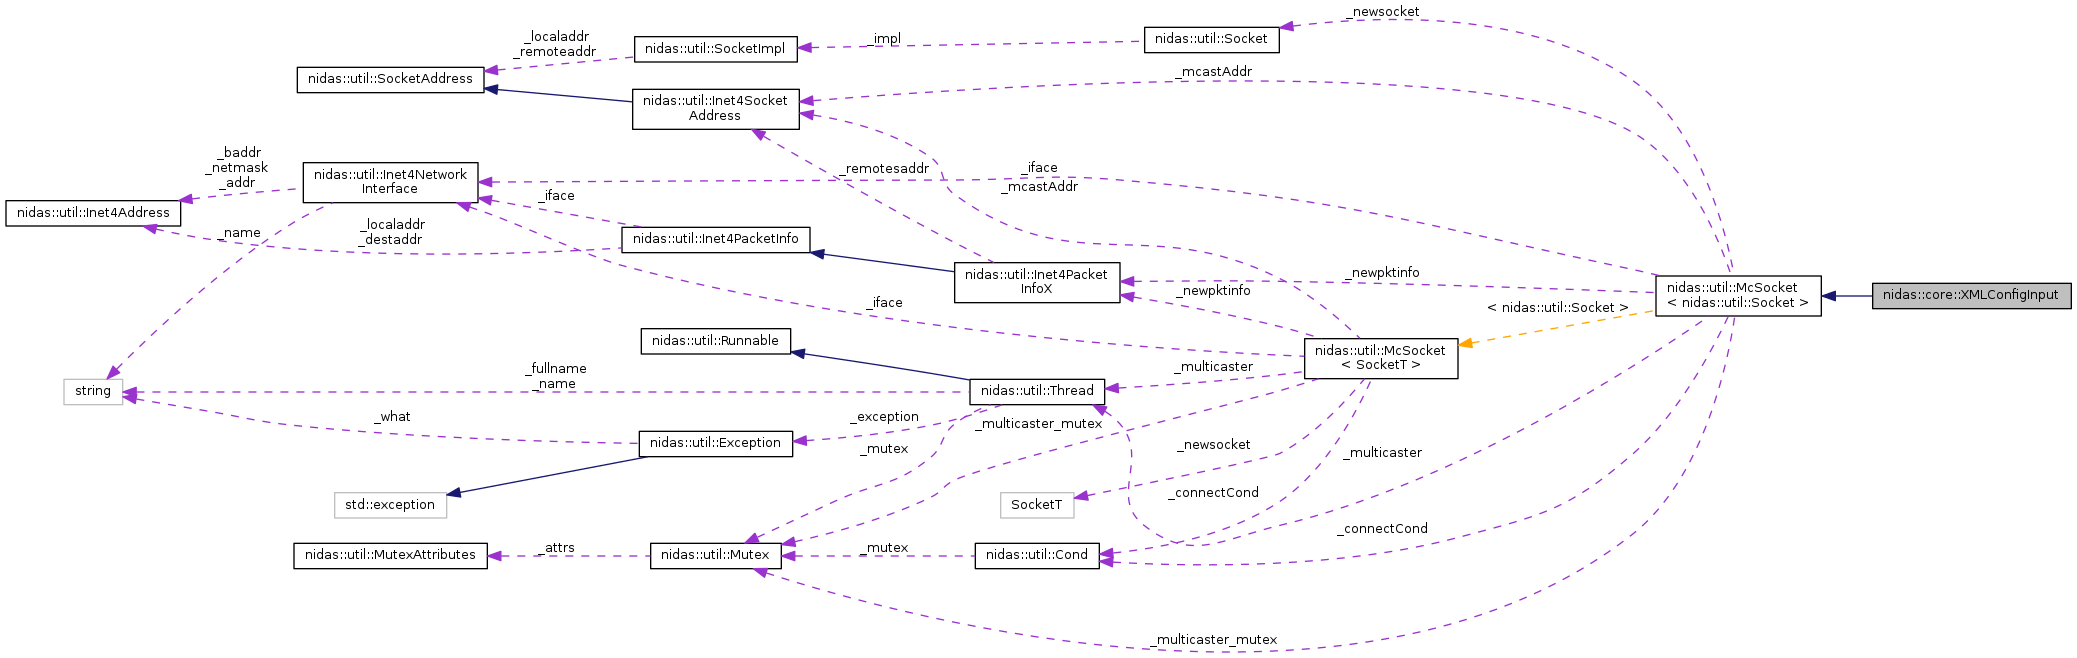 _newsocket
_localaddr
_remoteaddr
nidas::util::SocketImpl
_impl
nidas::util::Socket
nidas::util::SocketAddress
_mcastAddr
nidas::util::Inet4Socket
Address
_baddr
_netmask
_addr
nidas::util::Inet4Network
Interface
_remotesaddr
_iface
_mcastAddr
_iface
nidas::util::Inet4Address
_name
_localaddr
_destaddr
nidas::util::Inet4PacketInfo
nidas::util::Inet4Packet
InfoX
_newpktinfo
_newpktinfo
nidas::util::McSocket
< nidas::util::Socket >
nidas::core::XMLConfigInput
_iface
< nidas::util::Socket >
nidas::util::Runnable
nidas::util::McSocket
< SocketT >
_fullname
_name
_multicaster
string
nidas::util::Thread
_what
_exception
_multicaster_mutex
nidas::util::Exception
_mutex
_newsocket
_multicaster
std::exception
SocketT
_connectCond
_connectCond
nidas::util::MutexAttributes
_attrs
nidas::util::Mutex
_mutex
nidas::util::Cond
_multicaster_mutex